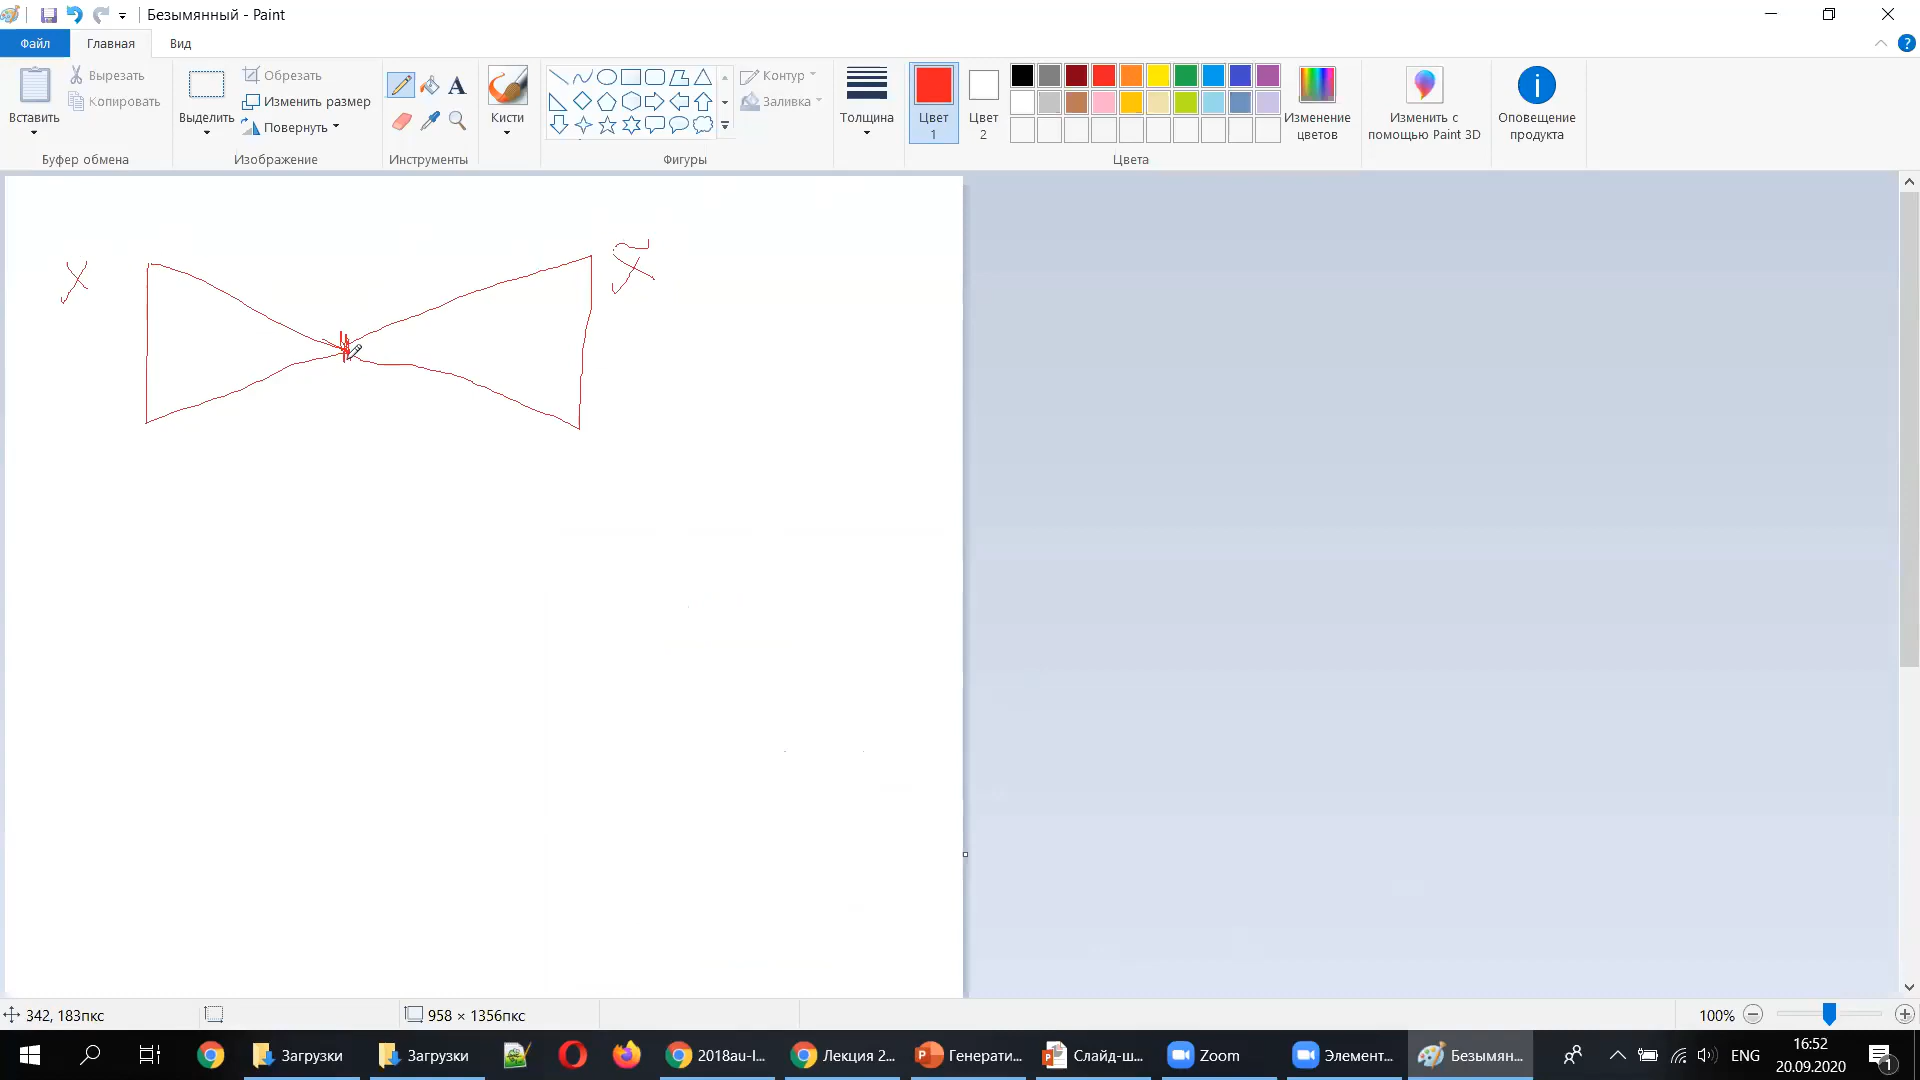 Безымянный - Paint
Файл Главная Вид
Вставить
Вырезать
Копировать
Буфер обмена
Выделить
Обрезать
Изменить размер
Повернуть
Изображение
Инструменты
Кисти
Контур
Заливка
Фигуры
Толщина
Цвет 1
Цвет 2
Цвета
Изменение цветов
Изменить с помощью Paint 3D
Оповещение продукта
x x̃
342, 183пкс
958 × 1356пкс
100%
Загрузки
Загрузки
2018au-l...
Лекция 2...
Генерати...
Слайд-ш...
Zoom
Элемент...
Безымян...
ENG
16:52
20.09.2020
1